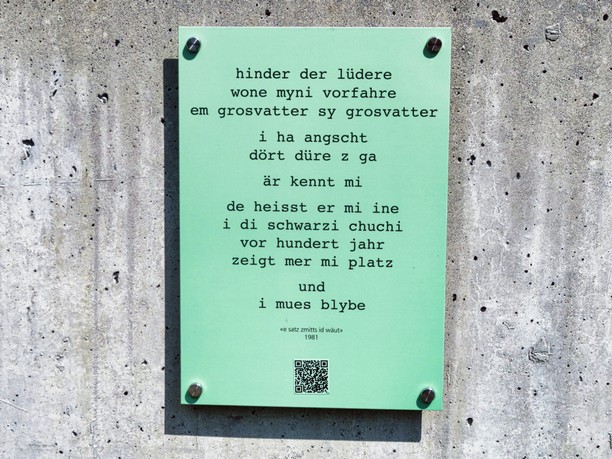 hinder der lüdere
wone myni vorfahre
em grosvatter sy grosvatter
i ha angscht
dört düre z ga
är kennt mi
de heisst er mi ine
i di schwarzi chuchi
vor hundert jahr
zeigt mer mi platz
und
i mues blybe
«e satz zmitts id wäut»
1981